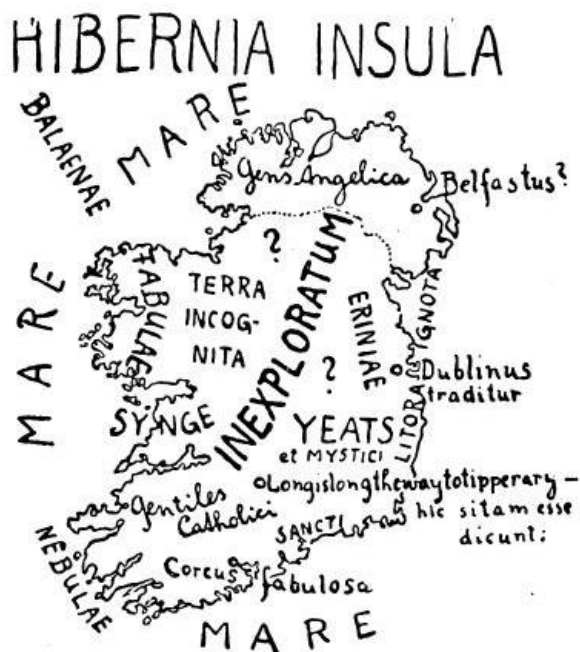 HIBERNIA INSULA
BALAENAE
MARE
Gens Angelica
Belfastus?
?
FABULAE
TERRA
INCOG-
NITA
INEXPLORATUM
ERINIAE
LITORA GNOTA
MARE
?
Dublinus
traditur
SYNGE
YEATS
et MYSTICI
Longislongthewaytotipperary –
hic sitam esse
dicunt;
Gentiles
Catholici
SANCTI
NEBULAE
Corcus fabulosa
MARE